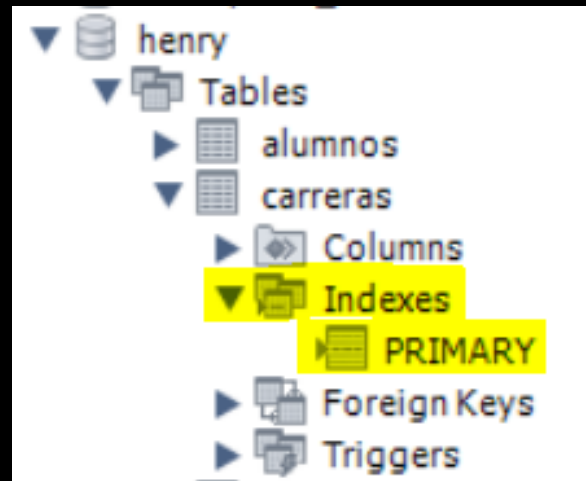 henry
Tables
alumnos
carreras
Columns
Indexes
PRIMARY
Foreign Keys
Triggers